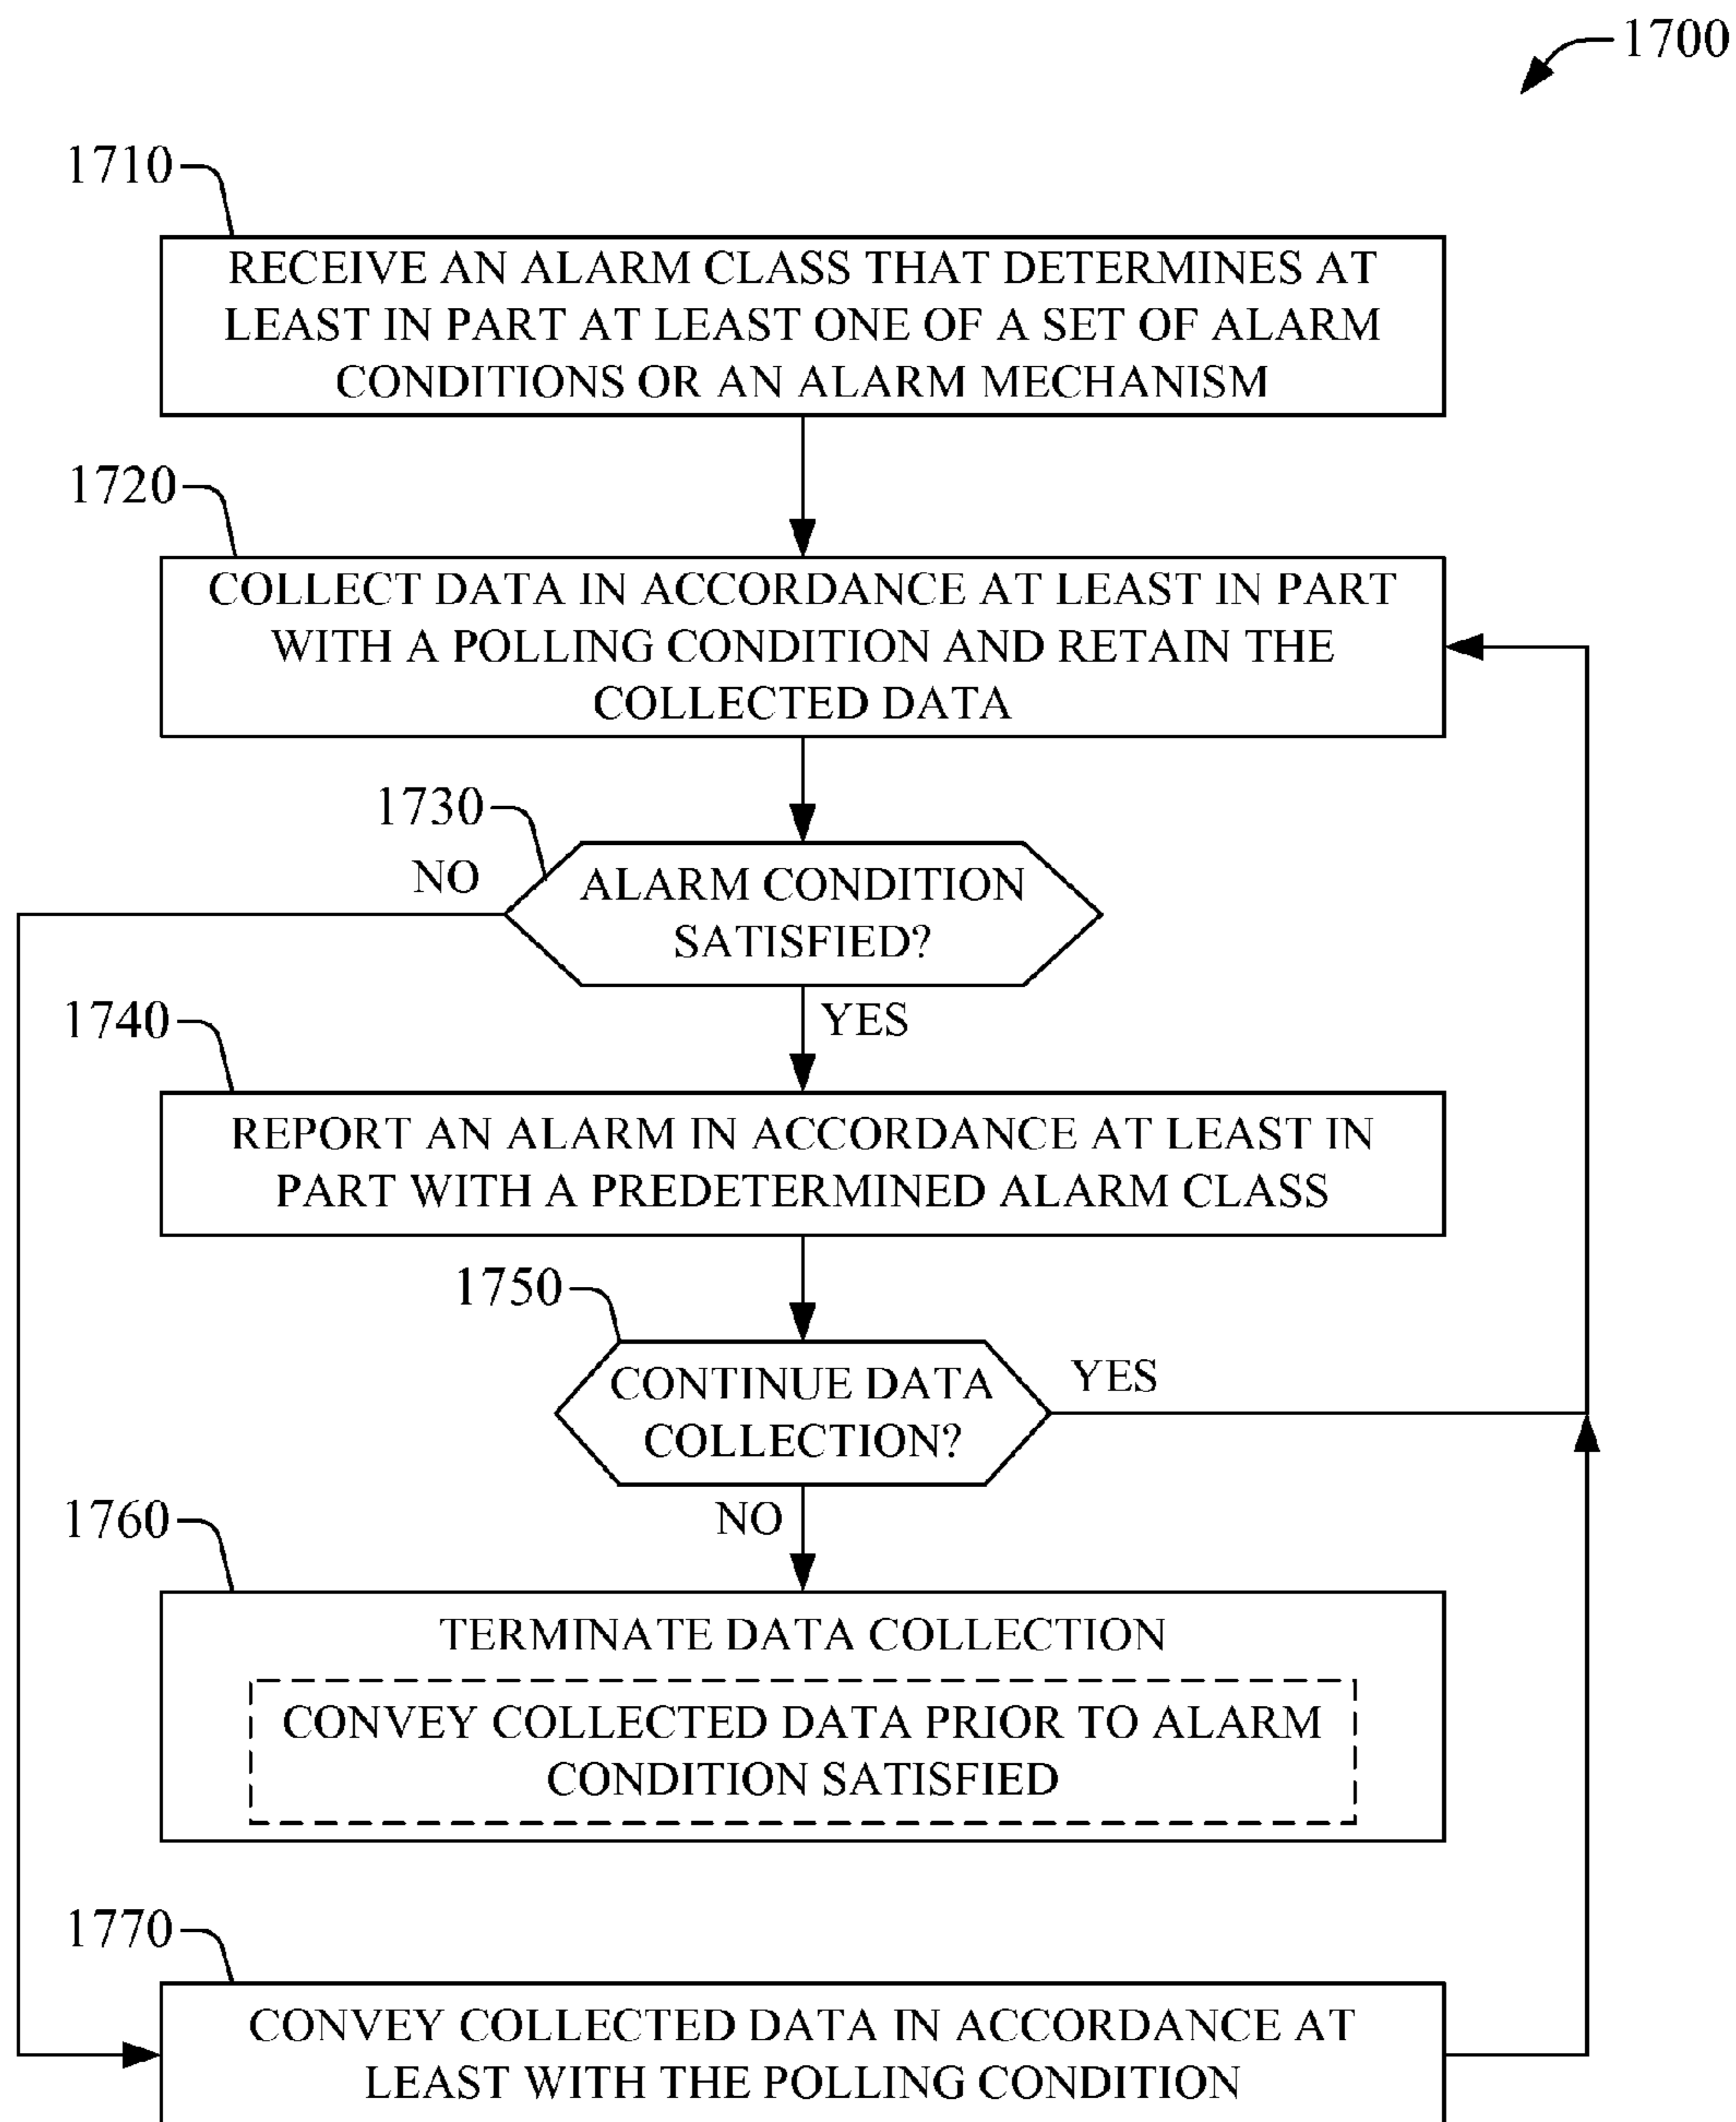 1700
1710
RECEIVE AN ALARM CLASS THAT DETERMINES AT
LEAST IN PART AT LEAST ONE OF A SET OF ALARM
CONDITIONS OR AN ALARM MECHANISM
1720
COLLECT DATA IN ACCORDANCE AT LEAST IN PART
WITH A POLLING CONDITION AND RETAIN THE
COLLECTED DATA
1730
NO
ALARM CONDITION
SATISFIED?
YES
1740
REPORT AN ALARM IN ACCORDANCE AT LEAST IN
PART WITH A PREDETERMINED ALARM CLASS
1750
CONTINUE DATA
COLLECTION?
YES
NO
1760
TERMINATE DATA COLLECTION
CONVEY COLLECTED DATA PRIOR TO ALARM
CONDITION SATISFIED
1770
CONVEY COLLECTED DATA IN ACCORDANCE AT
LEAST WITH THE POLLING CONDITION